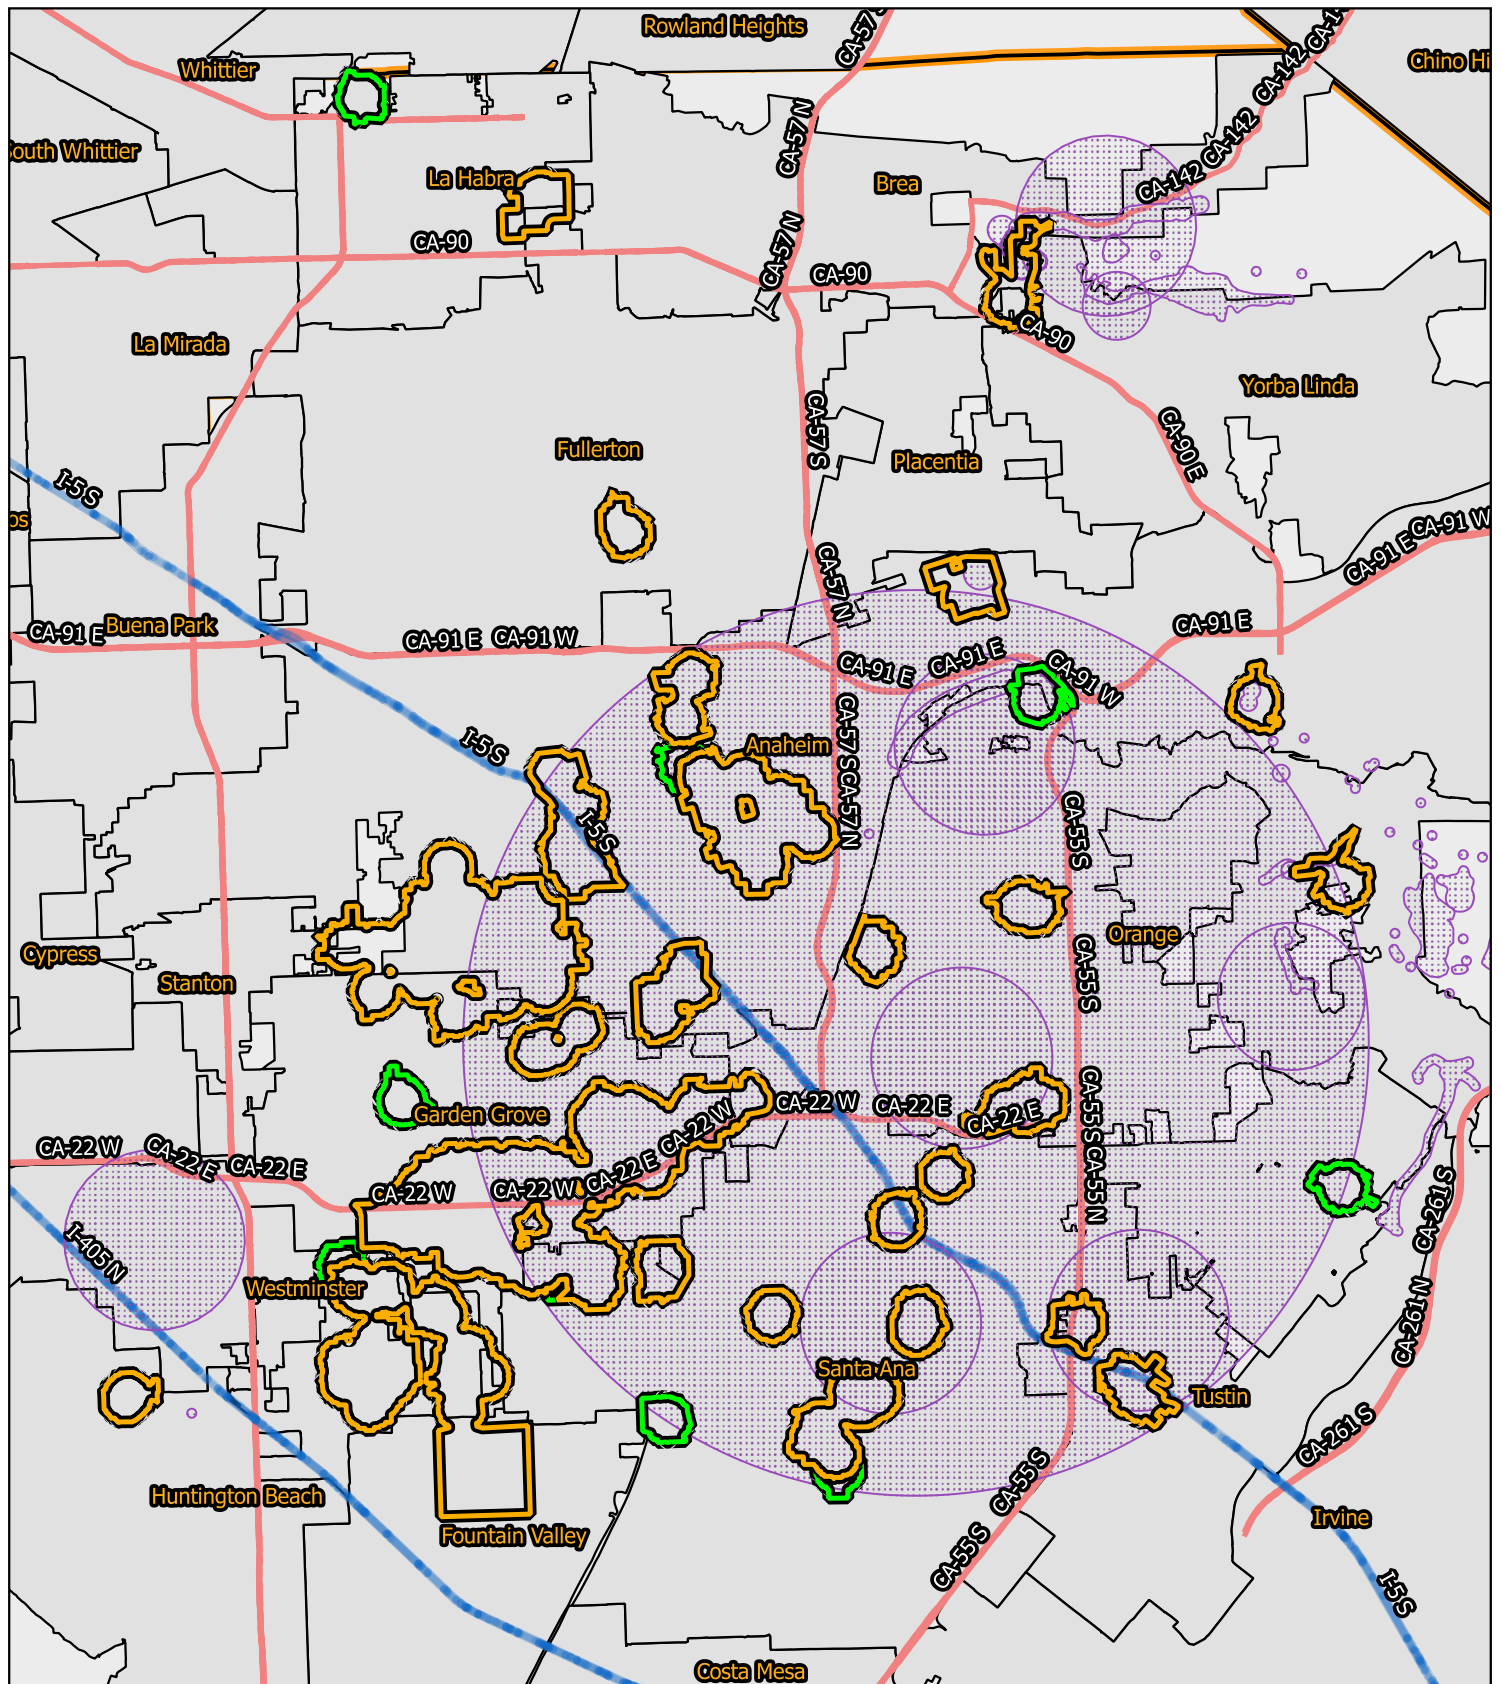 Rowland Heights
CA-57 S
CA-142
Whittier
CA-142
Chino Hi
CA-142
CA-57 N
South Whittier
CA-142
La Habra
Brea
CA-57 N
CA-90
CA-90
CA-90
La Mirada
Yorba Linda
CA-57 S
CA-90 E
Fullerton
Placentia
I-5 S
os
CA-91 W
CA-91 E
CA-57 N
Buena Park
CA-91 E
CA-91 E
CA-91 W
CA-91 E
CA-91 E
CA-91 E
CA-91 W
I-5 S
Anaheim
CA-57 S
CA-57 N
I-5 S
CA-55 S
Orange
Cypress
Stanton
CA-55 S
Garden Grove
CA-22 W
CA-22 E
CA-22 W
CA-22 E
CA-55 S
CA-22 W
CA-22 E
CA-22 E
CA-22 E
CA-22 W
CA-22 W
CA-55 N
CA-261 S
I-405 N
Westminster
CA-261 N
Santa Ana
Tustin
CA-261 S
Huntington Beach
CA-55 S
Irvine
Fountain Valley
CA-55 S
I-5 S
Costa Mesa